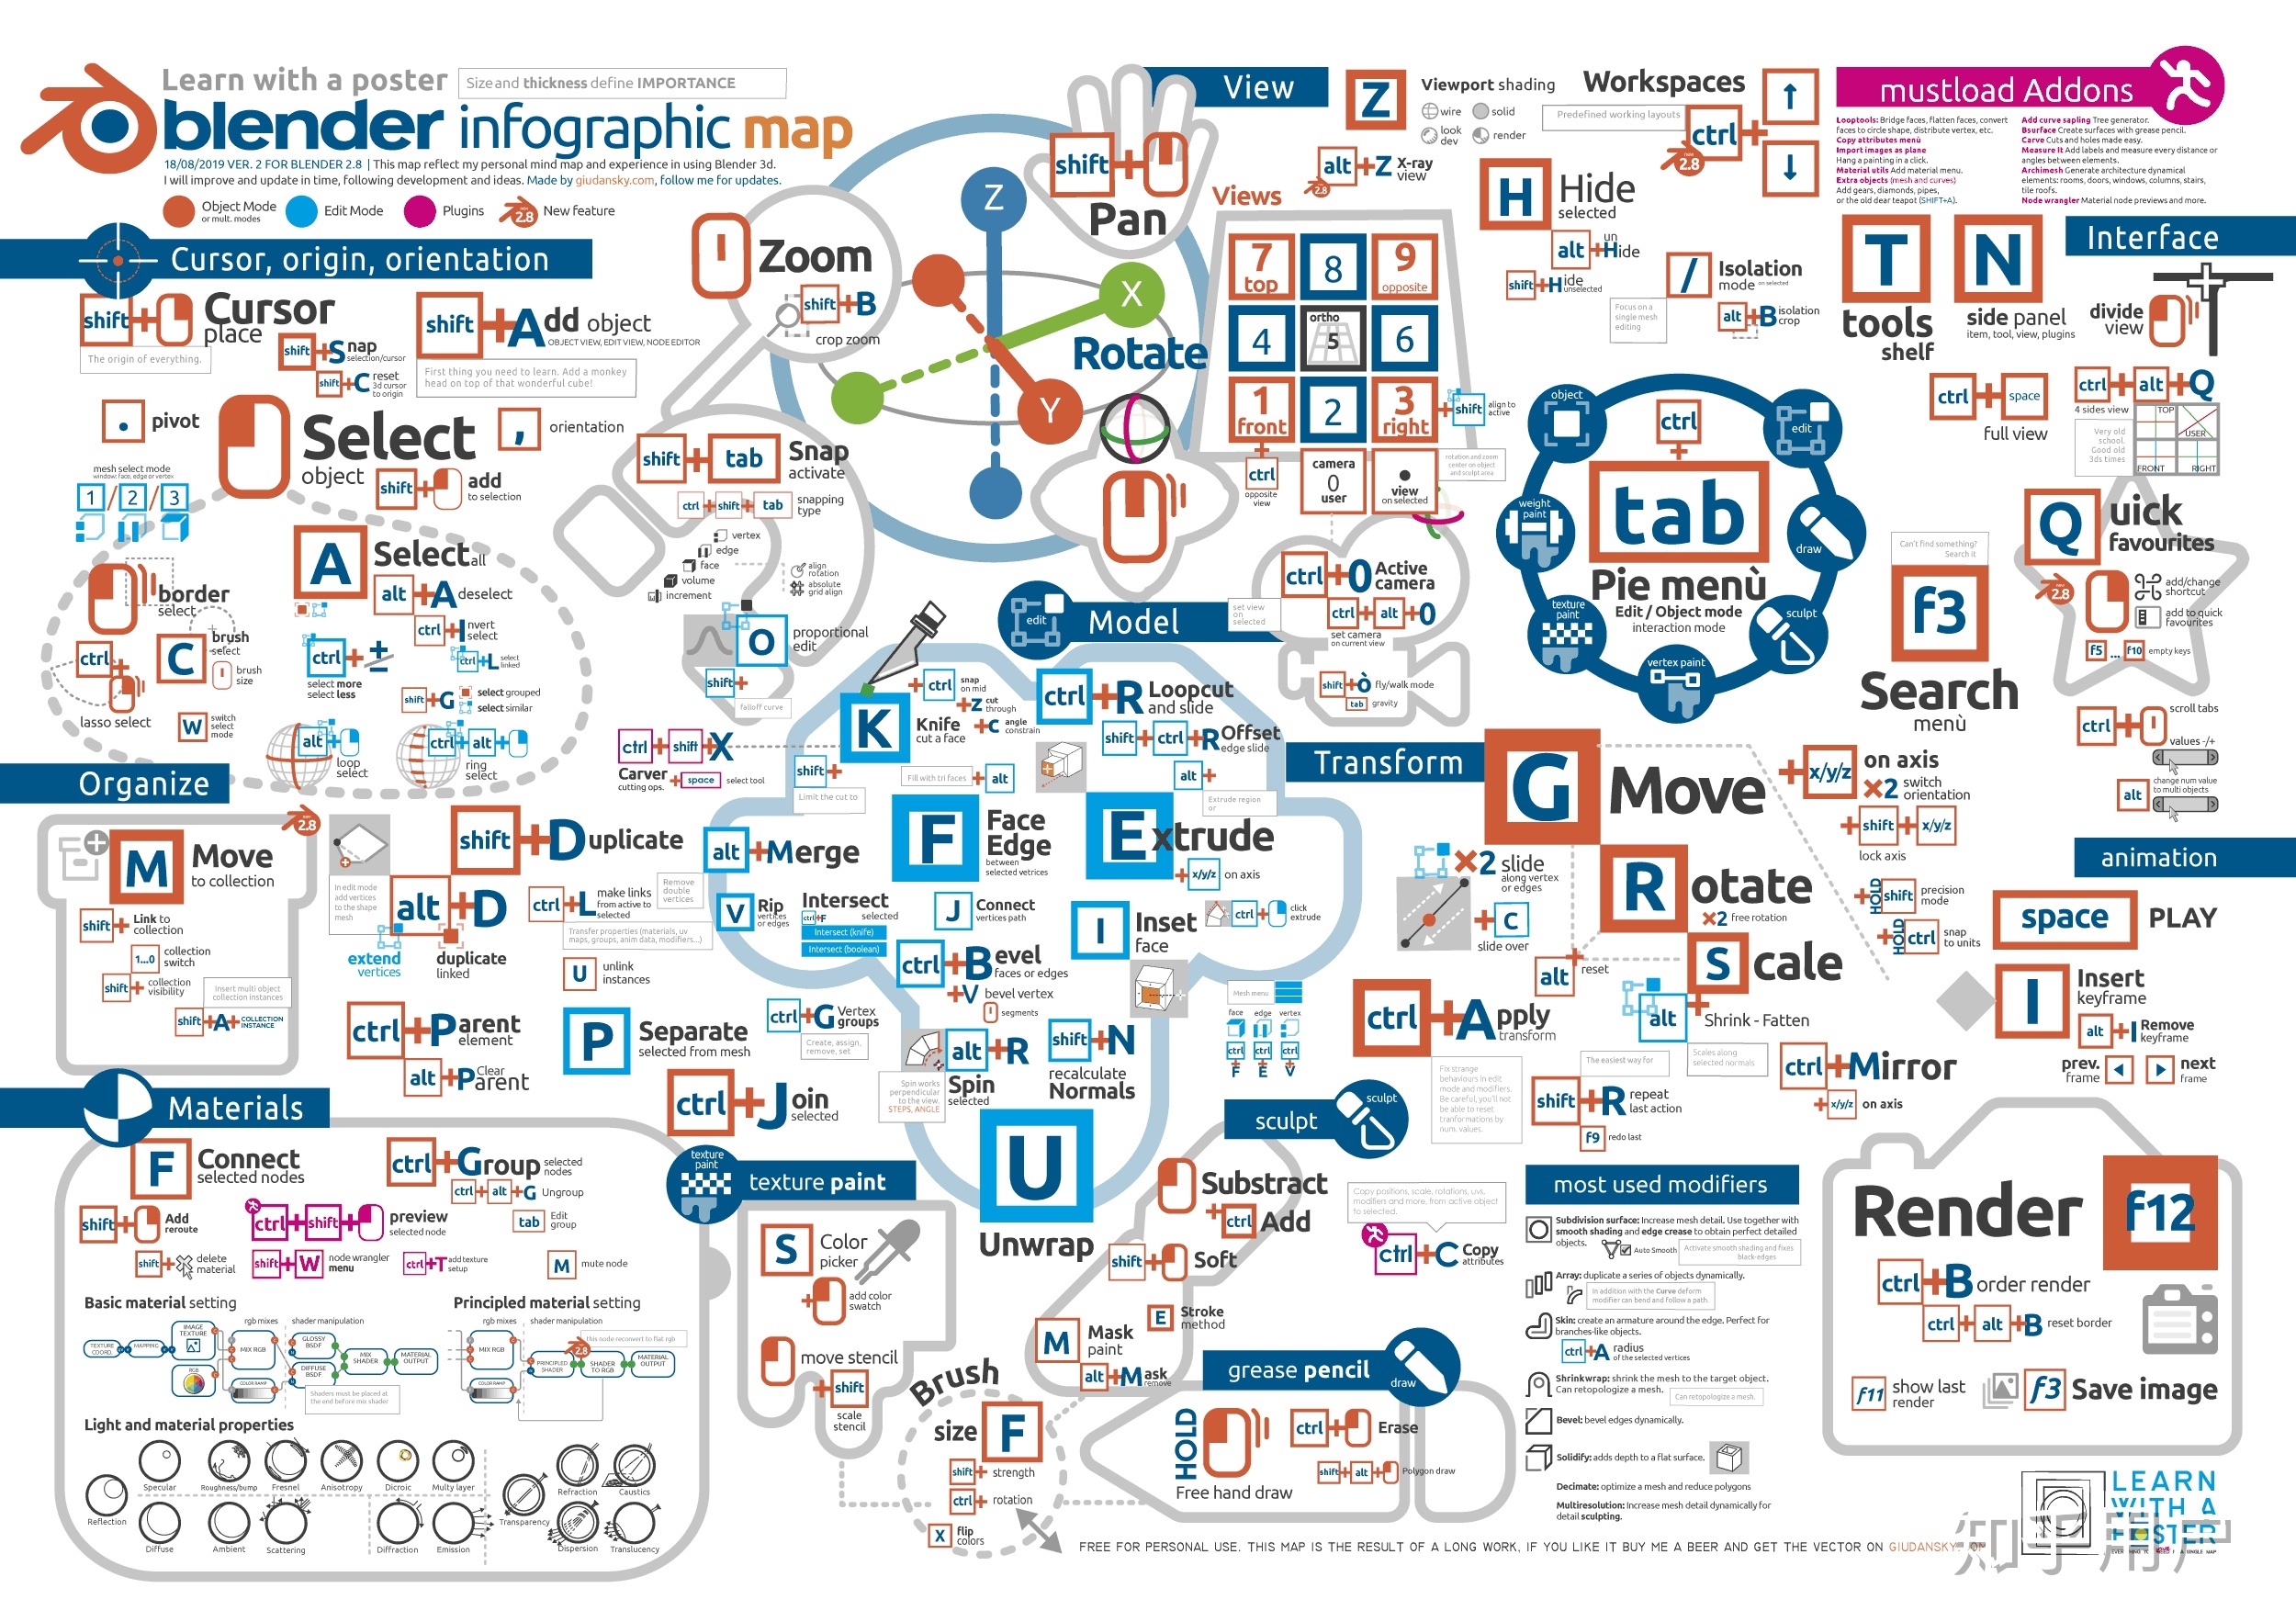 Learn with a poster
Size and thickness define IMPORTANCE
blender infographic map
18/08/2019 VER. 2 FOR BLENDER 2.8 | This map reflect my personal mind map and experience in using Blender 3d.
I will improve and update in time, following development and ideas. Made by giudansky.com, follow me for updates.
Object Mode
or mult. modes
Edit Mode
Plugins
new
2.8
New feature
Cursor, origin, orientation
shift+
Cursor
place
The origin of everything.
shift+Snap
selection/cursor
shift+C reset
3d cursor
to origin
shift+Add object
OBJECT VIEW, EDIT VIEW, NODE EDITOR
First thing you need to learn. Add a monkey
head on top of that wonderful cube!
. pivot
Select
object
, orientation
shift+ add
to selection
mesh select mode
window: face, edge or vertex
1/2/3
A Select all
alt+A deselect
ctrl+Invert
select
border
select
C brush
select
brush
size
ctrl+
lasso select
W switch
select
mode
ctrl+±
select more
select less
ctrl+L select
linked
shift+G select grouped
select similar
alt+
loop
select
ctrl+alt+
ring
select
Zoom
shift+B
crop zoom
shift+tab
Snap
activate
ctrl+shift+tab
snapping
type
vertex
edge
face
volume
increment
align
rotation
absolute
grid align
O proportional
edit
shift+
falloff curve
Z
X
Y
Rotate
shift+
Pan
View
Z Viewport shading
wire
solid
look
dev
render
alt+Z X-ray
view
2.8
Workspaces
Predefined working layouts
ctrl+
↑
↓
new
2.8
Views
7
top
8
9
opposite
4
ortho
5
6
1
front
2
3
right
+shift align to
active
+
ctrl
opposite
view
camera
0
user
view
on selected
rotation and zoom
center on object
and sculpt area
ctrl+0 Active
camera
set view
on
selected
ctrl+alt+0
set camera
on current view
shift+ò fly/walk mode
tab gravity
H Hide
selected
alt+H unHide
shift+Hide
unselected
/ Isolation
mode on selected
Focus on a
single mesh
editing
alt+B isolation
crop
mustload Addons
Looptools: Bridge faces, flatten faces, convert
faces to circle shape, distribute vertex, etc.
Copy attributes menù
Import images as plane
Hang a painting in a click.
Material utils Add material menu.
Extra objects (mesh and curves)
Add gears, diamonds, pipes,
or the old dear teapot (SHIFT+A).
Add curve sapling Tree generator.
Bsurface Create surfaces with grease pencil.
Carve Cuts and holes made easy.
Measure It Add labels and measure every distance or
angles between elements.
Archimesh Generate architecture dynamical
elements: rooms, doors, windows, columns, stairs,
tile roofs.
Node wrangler Material node previews and more.
Interface
T
tools
shelf
N
side panel
item, tool, view, plugins
divide
view
ctrl+space
full view
ctrl+alt+Q
4 sides view
Very old
school.
Good old
3ds times
TOP
USER
FRONT
RIGHT
object
edit
draw
sculpt
vertex paint
texture
paint
weight
paint
ctrl
+
tab
Pie menù
Edit / Object mode
interaction mode
Can't find something?
Search it
f3
Search
menù
Quick
favourites
new
2.8
add/change
shortcut
add to quick
favourites
f5 ... f10 empty keys
ctrl+
scroll tabs
values -/+
alt
change num value
to multi objects
edit
Model
K Knife
cut a face
+ctrl snap
on mid
+Z cut
through
+C angle
constrain
ctrl+shift+X
Carver
cutting ops.
+space select tool
shift+
Limit the cut to
ctrl+R Loopcut
and slide
shift+ctrl+R Offset
edge slide
Fill with tri faces
+alt
alt+
Extrude region
or
F Face
Edge
between
selected vetrices
Extrude
+x/y/z on axis
alt+Merge
Remove
double
vertices
V Rip
vertices
or edges
Intersect
ctrl+F selected
Intersect (knife)
Intersect (boolean)
J Connect
vertices path
I Inset
face
ctrl+ click
extrude
ctrl+Bevel
faces or edges
+V bevel vertex
segments
ctrl+G Vertex
groups
Create, assign,
remove, set
alt+R
Spin
selected
Spin works
perpendicular
to the view.
STEPS, ANGLE
shift+N
recalculate
Normals
Mesh menu
face edge vertex
ctrl ctrl ctrl
+ + +
F E V
U
Unwrap
Organize
2.8
M Move
to collection
shift+ Link to
collection
1...0 collection
switch
shift+ collection
visibility
Insert multi object
collection instances
shift+A+COLLECTION
INSTANCE
shift+Duplicate
In edit mode
add vertices
to the shape
mesh
alt+D
extend
vertices
duplicate
linked
ctrl+L make links
from active to
selected
Transfer properties (materials, uv
maps, groups, anim data, modifiers...)
U unlink
instances
ctrl+Parent
element
alt+P Clear
Parent
P Separate
selected from mesh
ctrl+Join
selected
Transform
G Move
+x/y/z on axis
×2 switch
orientation
+shift+x/y/z
lock axis
×2 slide
along vertex
or edges
+C
slide over
Rotate
×2 free rotation
Scale
HOLD
+shift precision
mode
HOLD
+ctrl snap
to units
alt+ reset
alt+
Shrink - Fatten
Scales along
selected normals
ctrl+Apply
transform
Fix strange
behaviours in edit
mode and modifiers.
Be careful, you'll not
be able to reset
tranformations by
num. values.
The easiest way for
shift+R repeat
last action
f9 redo last
ctrl+Mirror
+x/y/z on axis
animation
space PLAY
I Insert
keyframe
alt+I Remove
keyframe
prev.
frame
next
frame
Materials
F Connect
selected nodes
ctrl+Group selected
nodes
ctrl+alt+G Ungroup
shift+ Add
reroute
ctrl+shift+ preview
selected node
tab Edit
group
shift+ delete
material
shift+W node wrangler
menu
ctrl+T add texture
setup
M mute node
Basic material setting
rgb mixes
shader manipulation
TEXTURE
COORD.
MAPPING
IMAGE
TEXTURE
RGB
MIX RGB
COLOR RAMP
GLOSSY
BSDF
DIFFUSE
BSDF
MIX
SHADER
MATERIAL
OUTPUT
Shaders must be placed at
the end before mix shader
Principled material setting
rgb mixes
shader manipulation
this node reconvert to flat rgb
2.8
MIX RGB
COLOR RAMP
PRINCIPLED
SHADER
SHADER
TO RGB
MATERIAL
OUTPUT
Light and material properties
Reflection
Specular
Roughness/bump
Fresnel
Anisotropy
Dicroic
Multy layer
Diffuse
Ambient
Scattering
Diffraction
Emission
Transparency
Refraction
Caustics
Dispersion
Translucency
texture
paint
texture paint
S Color
picker
+ add color
swatch
move stencil
+shift
scale
stencil
Brush
size F
shift+ strength
ctrl+ rotation
X flip
colors
sculpt
sculpt
Substract
+ctrl Add
shift+ Soft
E Stroke
method
M Mask
paint
alt+Mask
remove
Copy positions, scale, rotations, uvs,
modifiers and more, from active object
to selected.
ctrl+C Copy
attributes
grease pencil
draw
HOLD
Free hand draw
ctrl+ Erase
shift+alt+ Polygon draw
most used modifiers
Subdivision surface: Increase mesh detail. Use together with
smooth shading and edge crease to obtain perfect detailed
objects.
Auto Smooth
Activate smooth shading and fixes
black-edges
Array: duplicate a series of objects dynamically.
In addition with the Curve deform
modifier can bend and follow a path.
Skin: create an armature around the edge. Perfect for
branches-like objects.
ctrl+A radius
of the selected vertices
Shrinkwrap: shrink the mesh to the target object.
Can retopologize a mesh.
Can retopologize a mesh.
Bevel: bevel edges dynamically.
Solidify: adds depth to a flat surface.
Decimate: optimize a mesh and reduce polygons
Multiresolution: Increase mesh detail dynamically for
detail sculpting.
Render f12
ctrl+Border render
ctrl+alt+B reset border
f11 show last
render
f3 Save image
LEARN
WITH A
POSTER
FREE FOR PERSONAL USE. THIS MAP IS THE RESULT OF A LONG WORK, IF YOU LIKE IT BUY ME A BEER AND GET THE VECTOR ON GIUDANSKY
知乎用户